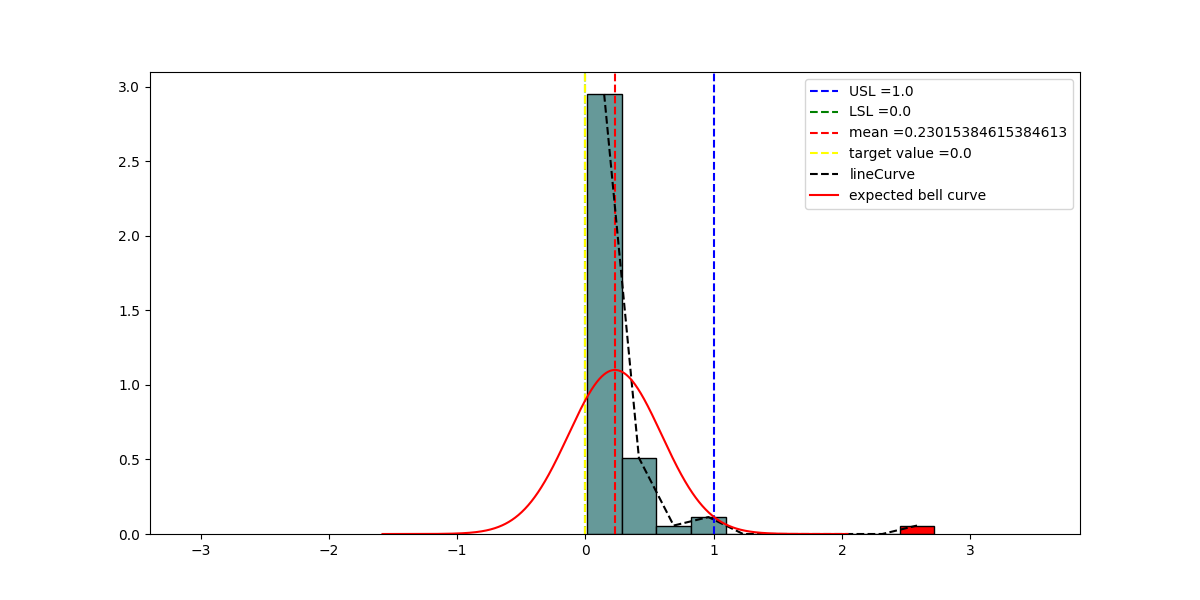 3.0
2.5
2.0
1.5
1.0
0.5
0.0
−3
−2
−1
0
1
2
3
USL =1.0
LSL =0.0
mean =0.23015384615384613
target value =0.0
lineCurve
expected bell curve